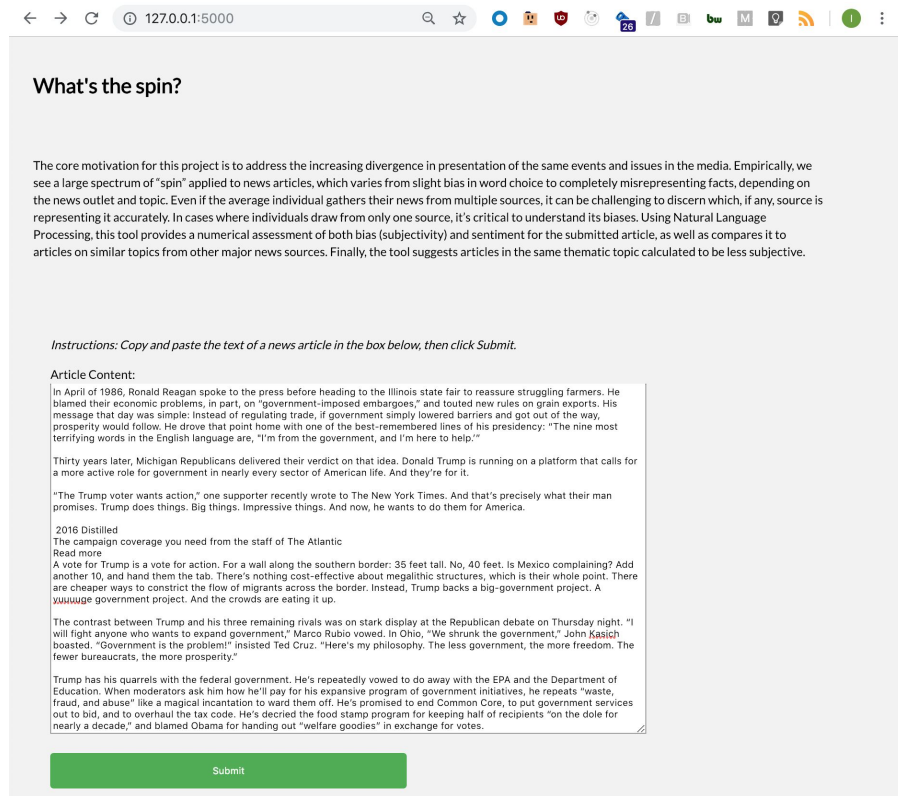 127.0.0.1:5000
26
What's the spin?
The core motivation for this project is to address the increasing divergence in presentation of the same events and issues in the media. Empirically, we
see a large spectrum of “spin” applied to news articles, which varies from slight bias in word choice to completely misrepresenting facts, depending on
the news outlet and topic. Even if the average individual gathers their news from multiple sources, it can be challenging to discern which, if any, source is
representing it accurately. In cases where individuals draw from only one source, it’s critical to understand its biases. Using Natural Language
Processing, this tool provides a numerical assessment of both bias (subjectivity) and sentiment for the submitted article, as well as compares it to
articles on similar topics from other major news sources. Finally, the tool suggests articles in the same thematic topic calculated to be less subjective.
Instructions: Copy and paste the text of a news article in the box below, then click Submit.
Article Content:
In April of 1986, Ronald Reagan spoke to the press before heading to the Illinois state fair to reassure struggling farmers. He
blamed their economic problems, in part, on “government-imposed embargoes,” and touted new rules on grain exports. His
message that day was simple: Instead of regulating trade, if government simply lowered barriers and got out of the way,
prosperity would follow. He drove that point home with one of the best-remembered lines of his presidency: “The nine most
terrifying words in the English language are, "I'm from the government, and I’m here to help.’”
Thirty years later, Michigan Republicans delivered their verdict on that idea. Donald Trump is running on a platform that calls for
a more active role for government in nearly every sector of American life. And they’re for it.
“The Trump voter wants action,” one supporter recently wrote to The New York Times. And that’s precisely what their man
promises. Trump does things. Big things. Impressive things. And now, he wants to do them for America.
2016 Distilled
The campaign coverage you need from the staff of The Atlantic
Read more
A vote for Trump is a vote for action. For a wall along the southern border: 35 feet tall. No, 40 feet. Is Mexico complaining? Add
another 10, and hand them the tab. There’s nothing cost-effective about megalithic structures, which is their whole point. There
are cheaper ways to constrict the flow of migrants across the border. Instead, Trump backs a big-government project. A
yuuuuge government project. And the crowds are eating it up.
The contrast between Trump and his three remaining rivals was on stark display at the Republican debate on Thursday night. “I
will fight anyone who wants to expand government,” Marco Rubio vowed. In Ohio, “We shrunk the government,” John Kasich
boasted. “Government is the problem!” insisted Ted Cruz. “Here's my philosophy. The less government, the more freedom. The
fewer bureaucrats, the more prosperity.”
Trump has his quarrels with the federal government. He’s repeatedly vowed to do away with the EPA and the Department of
Education. When moderators ask him how he’ll pay for his expansive program of government initiatives, he repeats “waste,
fraud, and abuse” like a magical incantation to ward them off. He’s promised to end Common Core, to put government services
out to bid, and to overhaul the tax code. He’s decried the food stamp program for keeping half of recipients “on the dole for
nearly a decade,” and blamed Obama for handing out “welfare goodies” in exchange for votes.
Submit